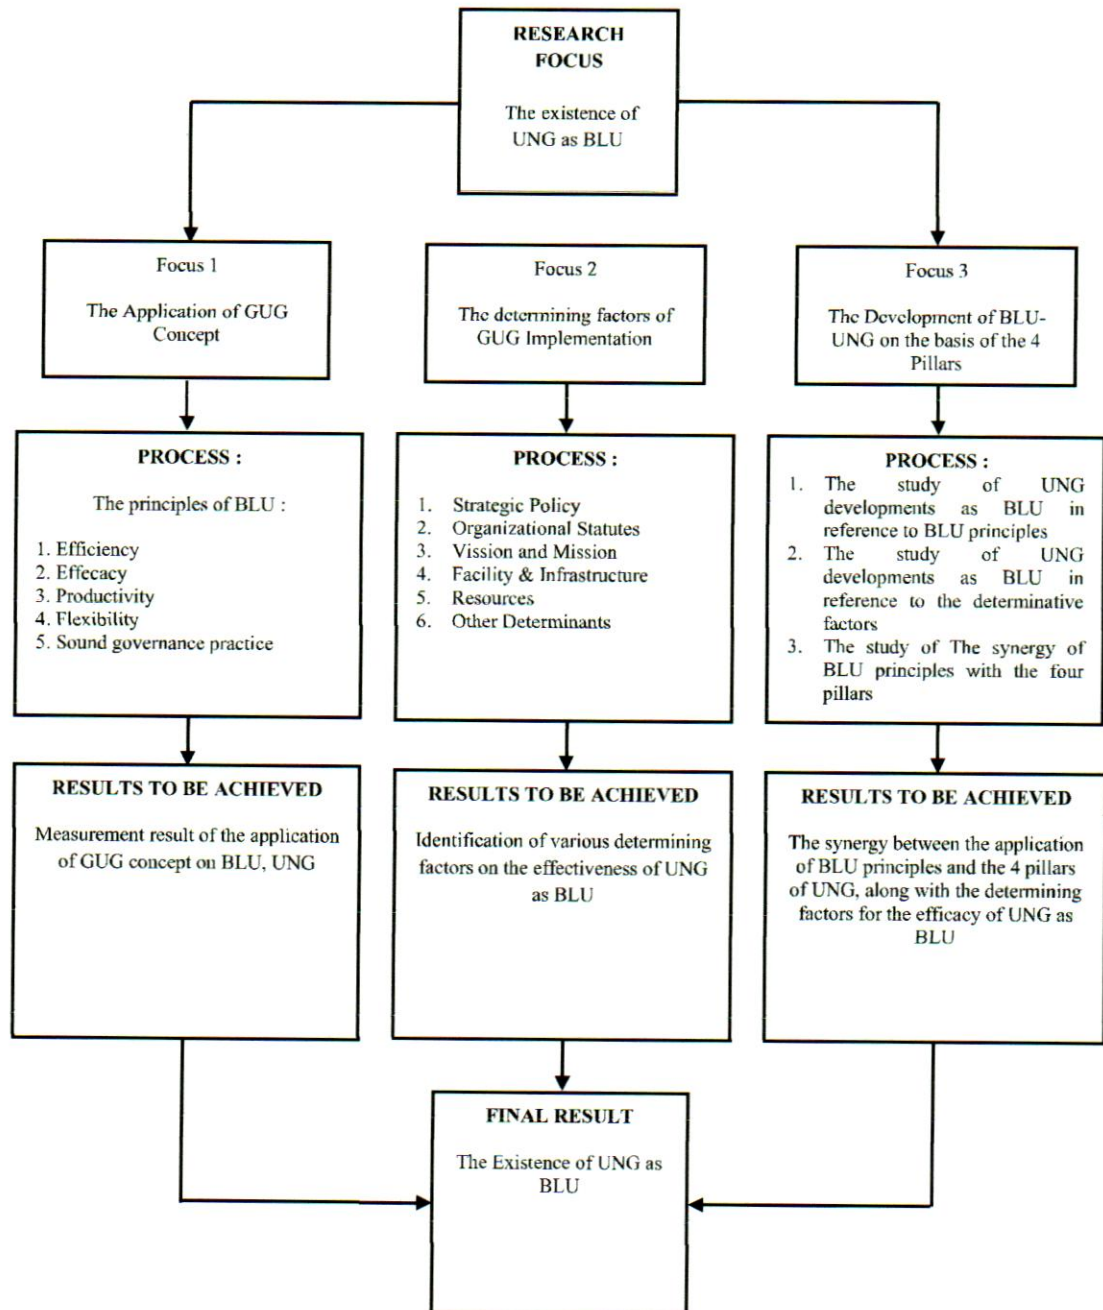 RESEARCH
FOCUS
The existence of
UNG as BLU
Focus 1
The Application of GUG
Concept
Focus 2
The determining factors of
GUG Implementation
Focus 3
The Development of BLU-
UNG on the basis of the 4
Pillars
PROCESS :
The principles of BLU :
1. Efficiency
2. Effecacy
3. Productivity
4. Flexibility
5. Sound governance practice
PROCESS :
1. Strategic Policy
2. Organizational Statutes
3. Vission and Mission
4. Facility & Infrastructure
5. Resources
6. Other Determinants
PROCESS :
1. The study of UNG
developments as BLU in
reference to BLU principles
2. The study of UNG
developments as BLU in
reference to the determinative
factors
3. The study of The synergy of
BLU principles with the four
pillars
RESULTS TO BE ACHIEVED
Measurement result of the application
of GUG concept on BLU, UNG
RESULTS TO BE ACHIEVED
Identification of various determining
factors on the effectiveness of UNG
as BLU
RESULTS TO BE ACHIEVED
The synergy between the application
of BLU principles and the 4 pillars
of UNG, along with the determining
factors for the efficacy of UNG as
BLU
FINAL RESULT
The Existence of UNG as
BLU